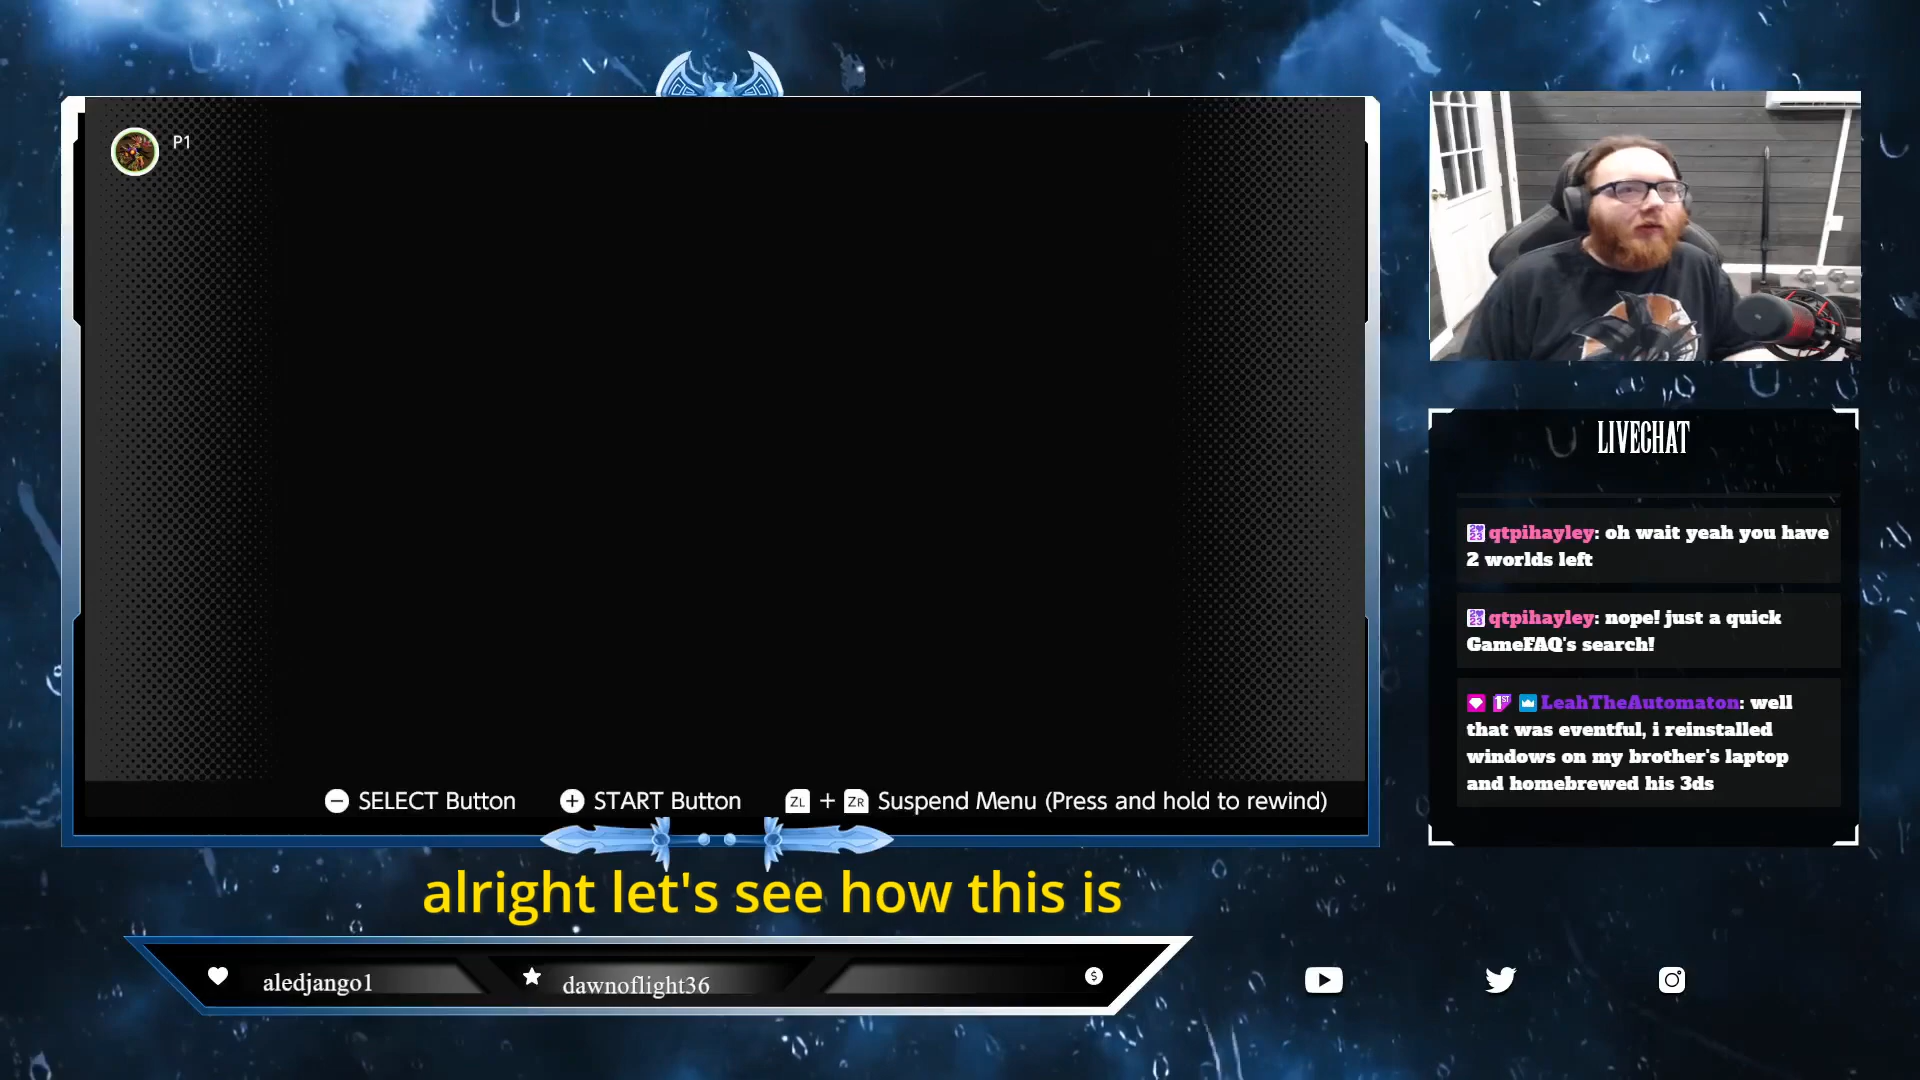 P1
SELECT Button
START Button
ZL + ZR Suspend Menu (Press and hold to rewind)
LIVECHAT
qtpihayley: oh wait yeah you have
2 worlds left
qtpihayley: nope! just a quick
GameFAQ's search!
1ST LeahTheAutomaton: well
that was eventful, i reinstalled
windows on my brother's laptop
and homebrewed his 3ds
alright let's see how this is
aledjango1
dawnoflight36
$